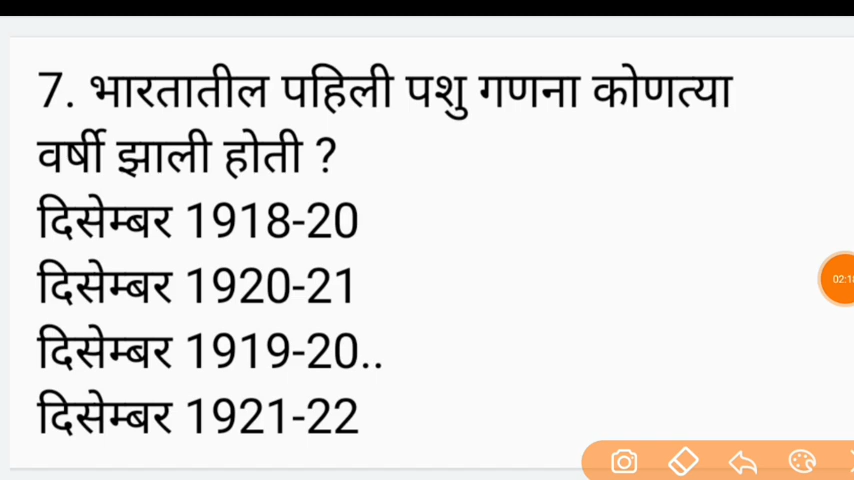 7. भारतातील पहिली पशु गणना कोणत्या
वर्षी झाली होती ?
दिसेम्बर 1918-20
दिसेम्बर 1920-21
दिसेम्बर 1919-20..
दिसेम्बर 1921-22